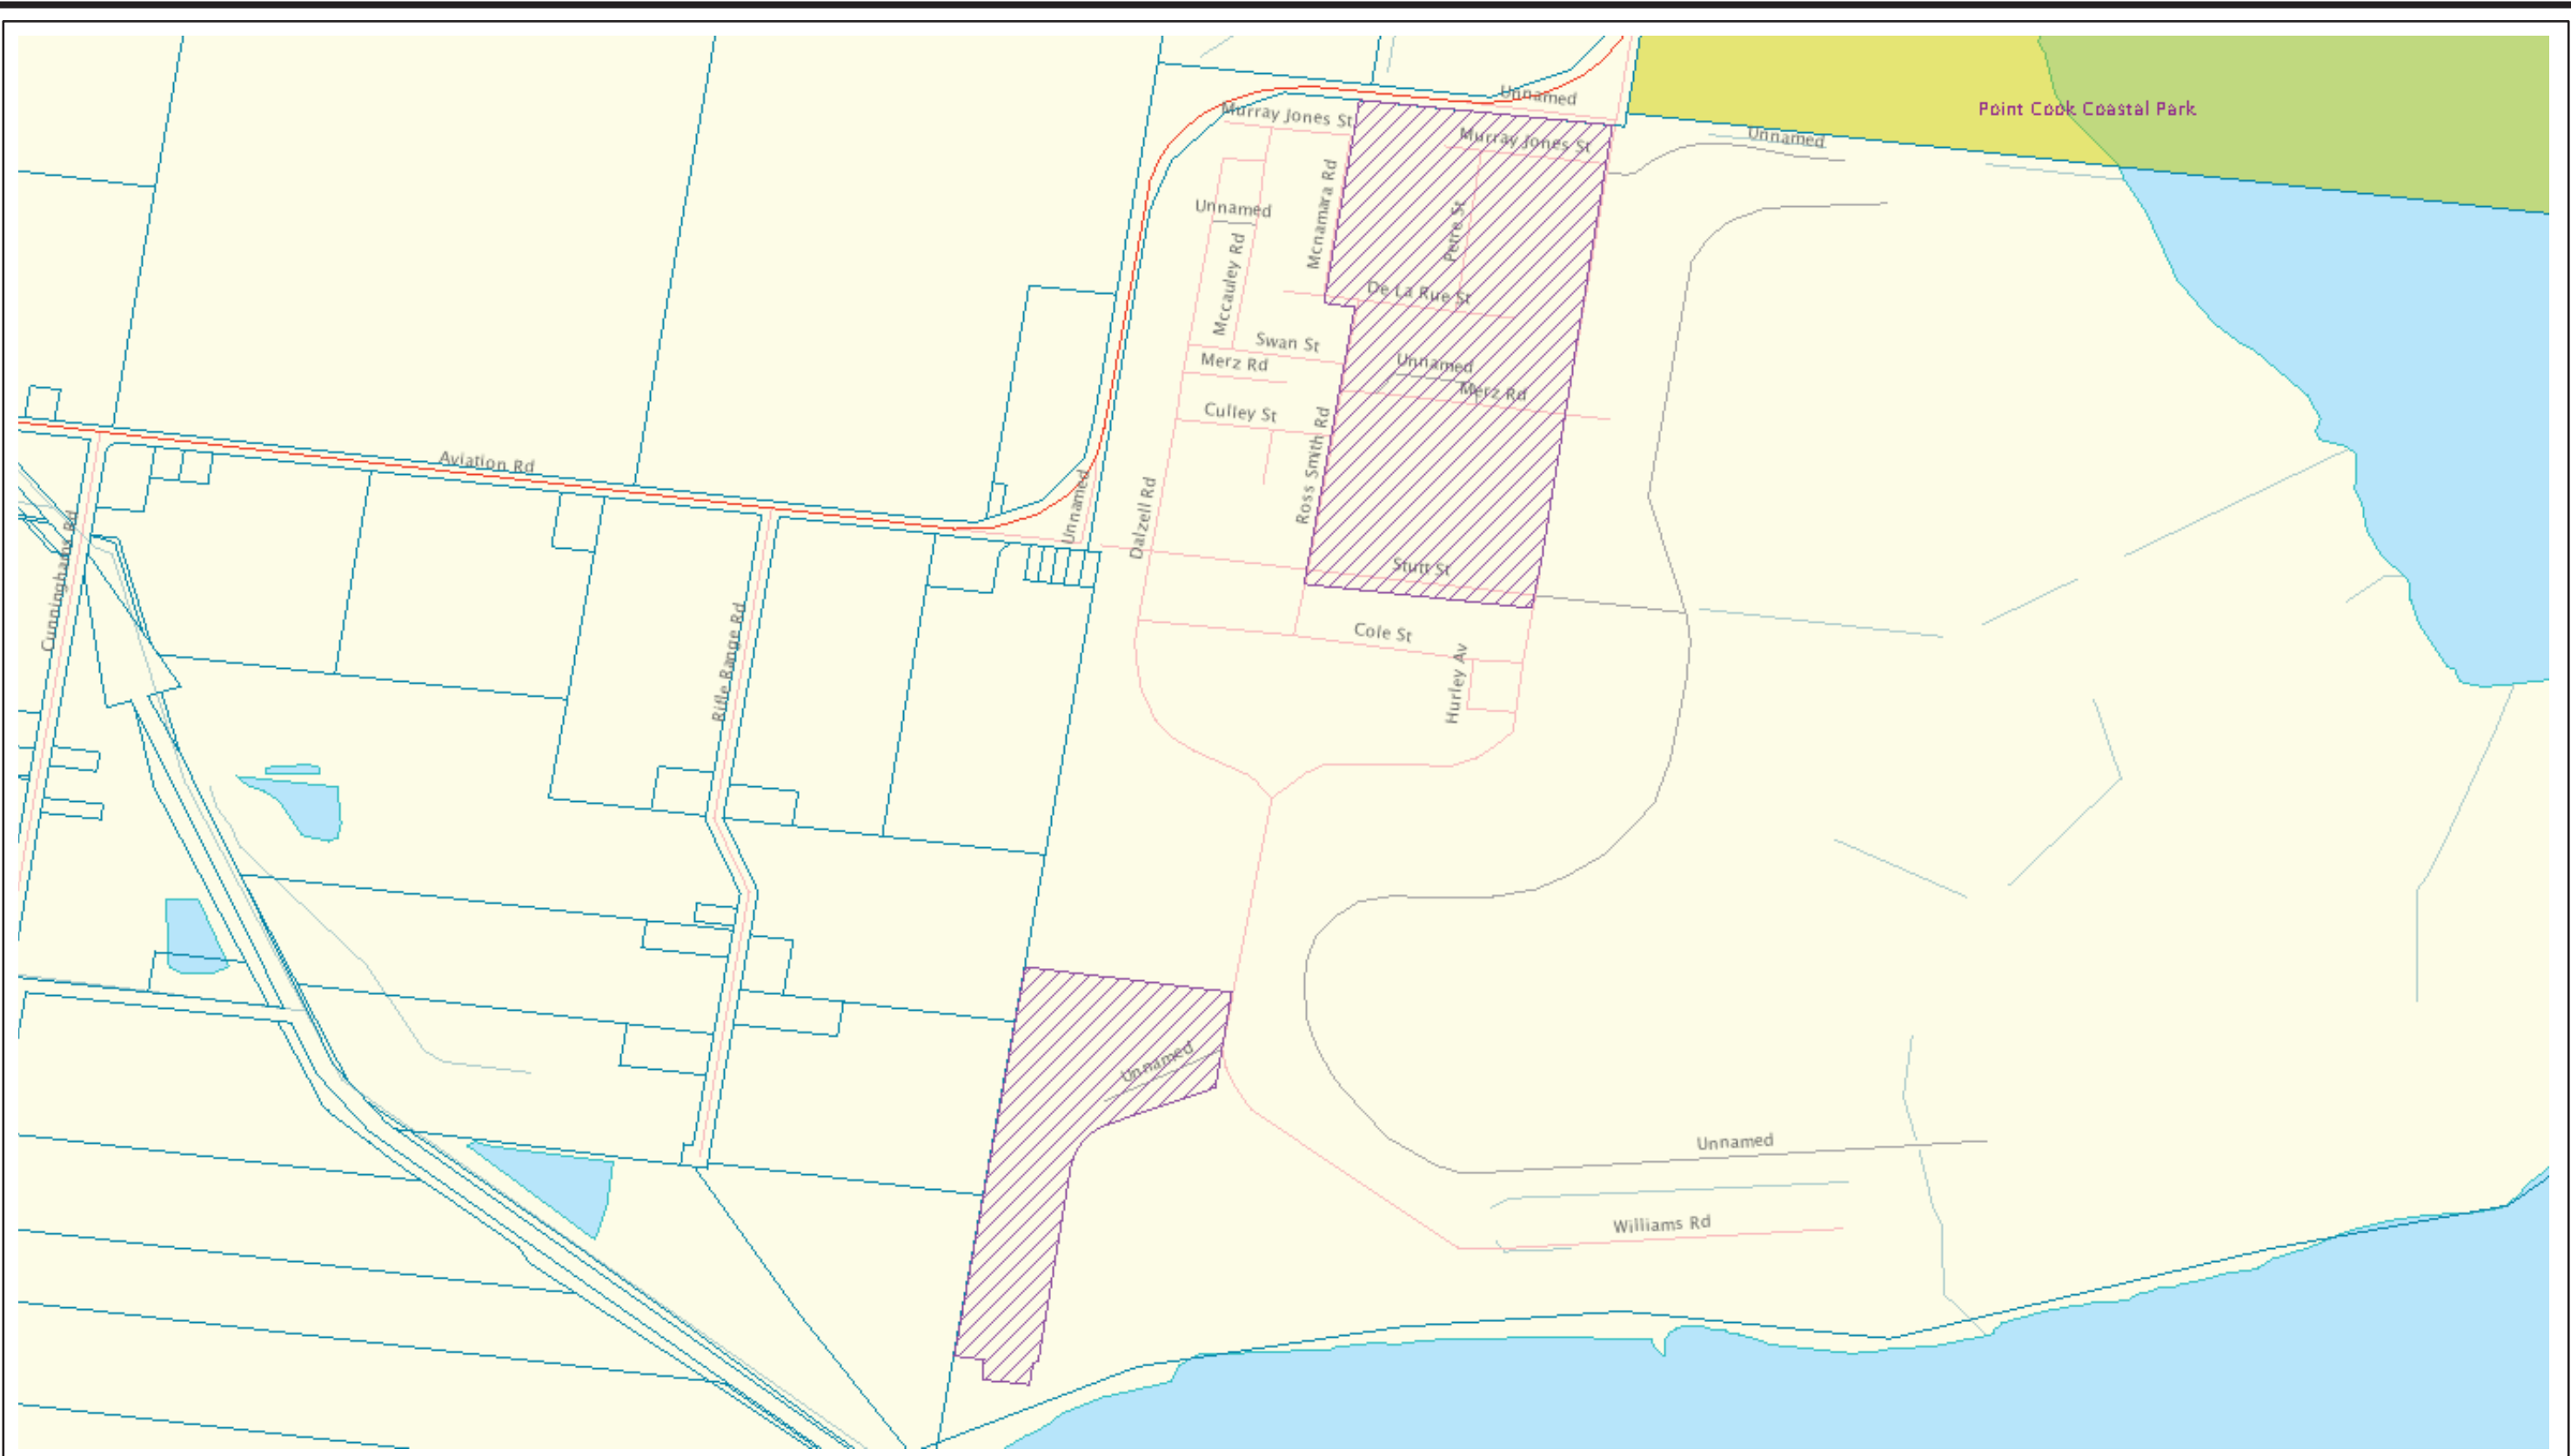 Unnamed
Point Cook Coastal Park
Murray Jones St
Murray Jones St
Unnamed
Mcnamara Rd
Unnamed
Petre St
Mccauley Rd
De La Rue St
Swan St
Merz Rd
Unnamed
Merz Rd
Culley St
Aviation Rd
Ross Smith Rd
Unnamed
Dalzell Rd
Cunninghams Rd
Stutt St
Rifle Range Rd
Cole St
Hurley Av
Unnamed
Unnamed
Williams Rd